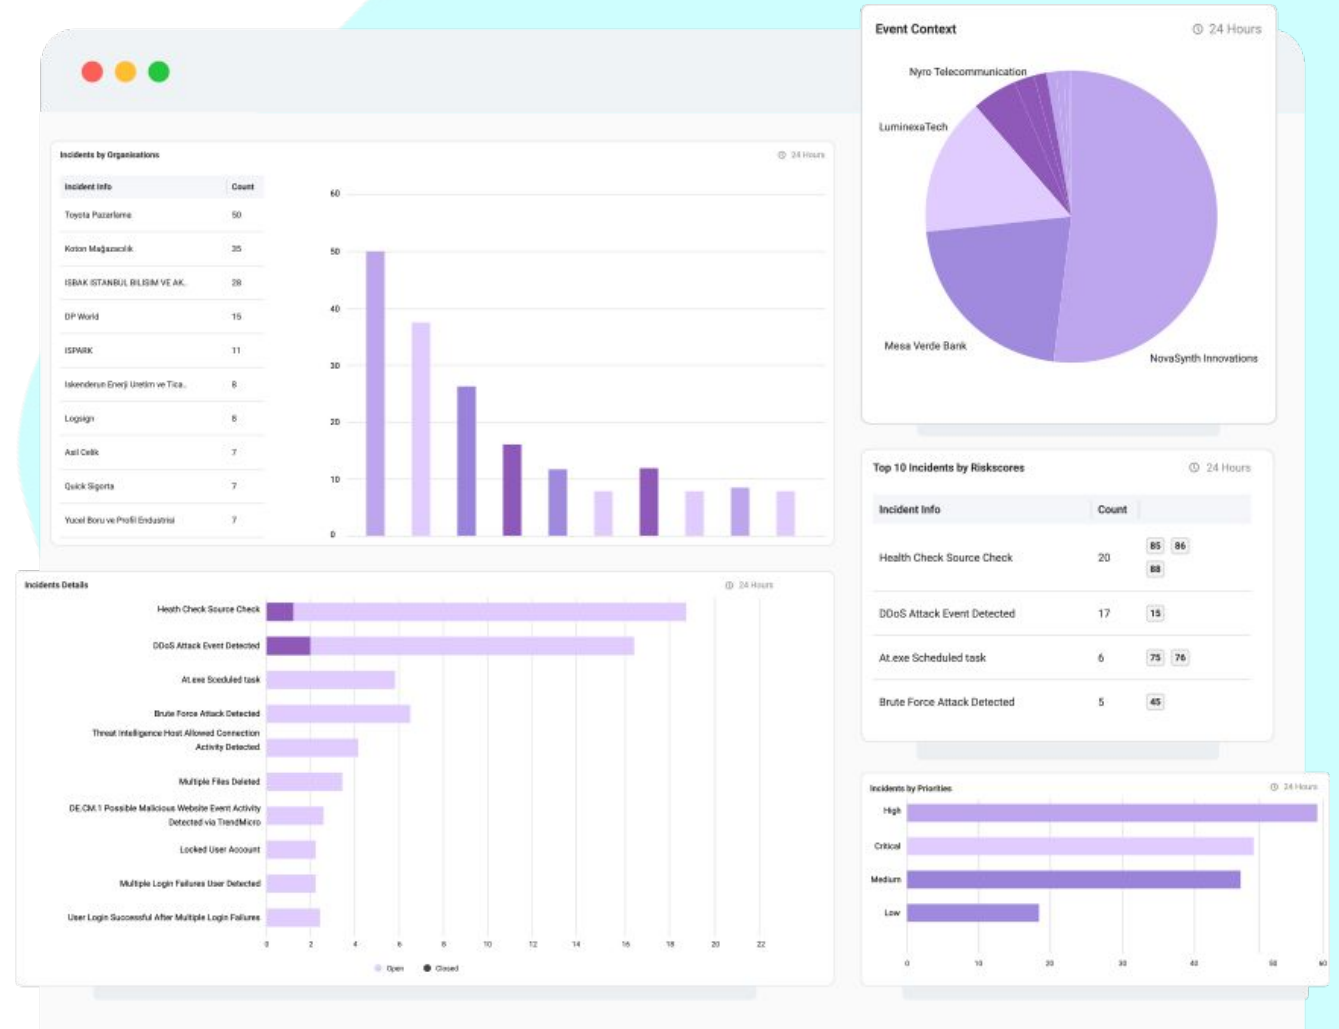 Event Context
24 Hours
Nyro Telecommunication
LuminexaTech
Mesa Verde Bank
NovaSynth Innovations
Incidents by Organisations
24 Hours
Incident Info Count
Toyota Pazarlama 50
Koton Mağazacılık 35
ISBAK ISTANBUL BILISIM VE AK.. 28
DP World 15
ISPARK 11
Iskenderun Enerji Uretim ve Tica.. 8
Logsign 8
Asil Celik 7
Quick Sigorta 7
Yucel Boru ve Profil Endustrisi 7
60
50
40
30
20
10
0
Top 10 Incidents by Riskscores
24 Hours
Incident Info Count
Health Check Source Check 20 85 86
88
DDoS Attack Event Detected 17 15
At.exe Scheduled task 6 75 76
Brute Force Attack Detected 5 45
Incidents Details
24 Hours
Heath Check Source Check
DDoS Attack Event Detected
At.exe Sceduled task
Brute Force Attack Detected
Threat Intelligence Host Allowed Connection
Activity Detected
Multiple Files Deleted
DE.CM.1 Possible Malicious Website Event Activity
Detected via TrendMicro
Locked User Account
Multiple Login Failures User Detected
User Login Successful After Multiple Login Failures
0 2 4 6 8 10 12 14 16 18 20 22
Open Closed
Incidents by Priorities
24 Hours
High
Critical
Medium
Low
0 10 20 30 40 50 60